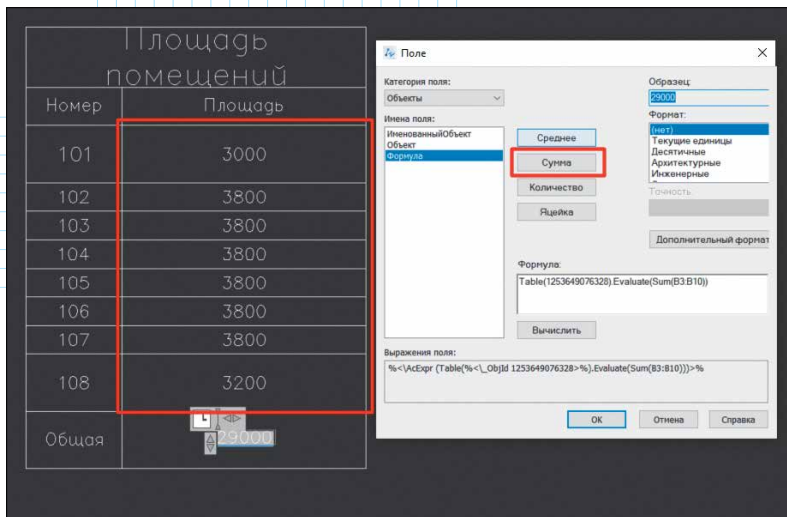 Площадь
помещений
Номер Площадь
101 3000
102 3800
103 3800
104 3800
105 3800
106 3800
107 3800
108 3200
Общая 29000
Поле
Категория поля:
Объекты
Имена поля:
ИменованныйОбъект
Объект
Формула
Среднее
Сумма
Количество
Ячейка
Образец:
29000
Формат:
(нет)
Текущие единицы
Десятичные
Архитектурные
Инженерные
Точность:
Дополнительный формат
Формула:
Table(1253649076328).Evaluate(Sum(B3:B10))
Вычислить
Выражения поля:
%<\AcExpr (Table(%<\_ObjId 1253649076328>%).Evaluate(Sum(B3:B10)))>%
ОК Отмена Справка